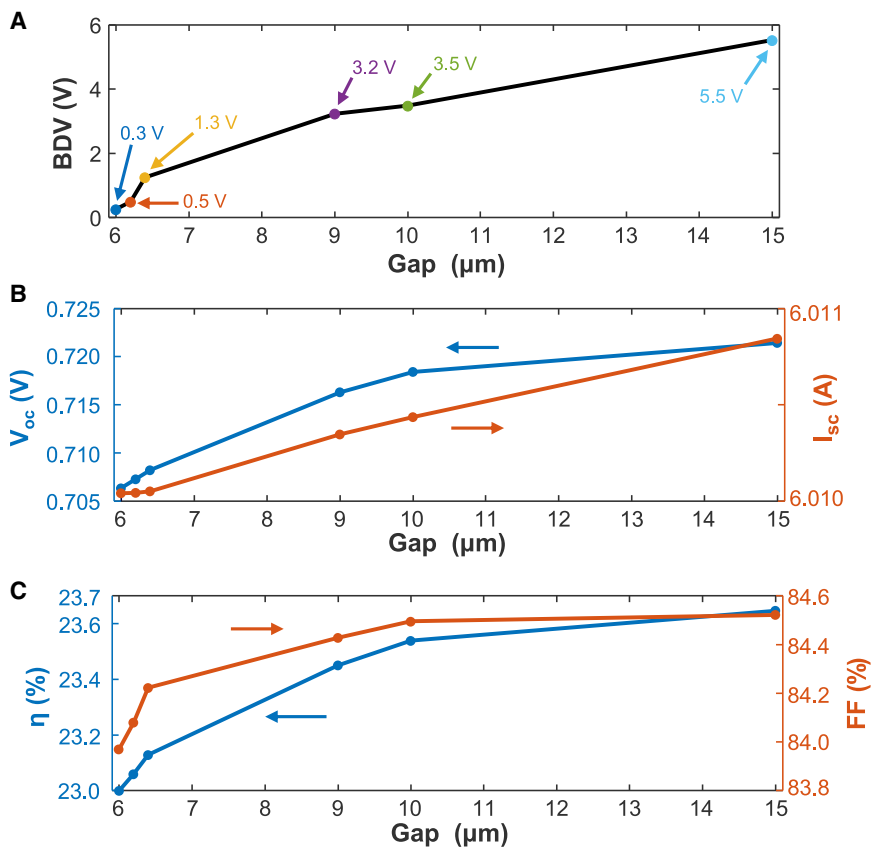 A
BDV (V)
6
4
2
0
0.3 V
1.3 V
0.5 V
3.2 V
3.5 V
5.5 V
6 7 8 9 10 11 12 13 14 15
Gap (µm)
B
Voc (V)
0.725
0.720
0.715
0.710
0.705
6.011
6.010
Isc (A)
6 7 8 9 10 11 12 13 14 15
Gap (µm)
C
η (%)
23.7
23.6
23.4
23.2
23.0
84.6
84.4
84.2
84.0
83.8
FF (%)
6 7 8 9 10 11 12 13 14 15
Gap (µm)